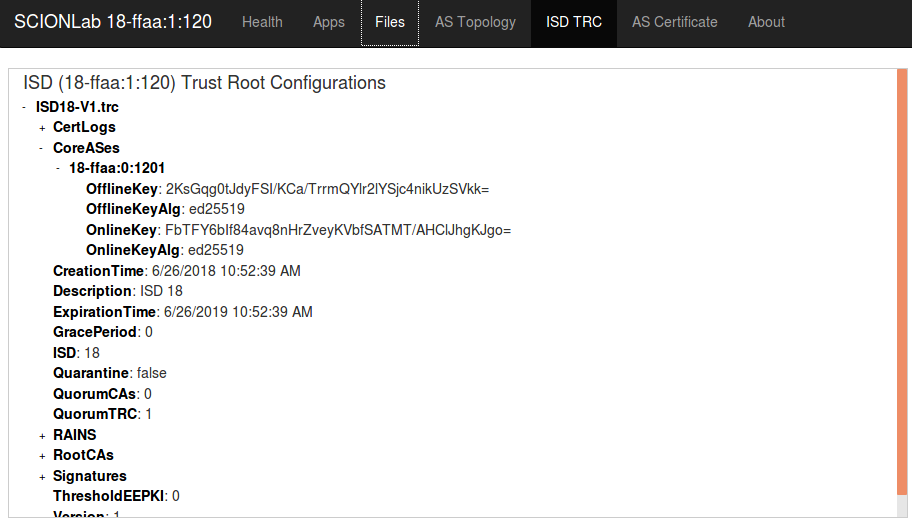 SCIONLab 18-ffaa:1:120 Health Apps Files AS Topology ISD TRC AS Certificate About
ISD (18-ffaa:1:120) Trust Root Configurations
- ISD18-V1.trc
+ CertLogs
- CoreASes
- 18-ffaa:0:1201
OfflineKey: 2KsGqg0tJdyFSI/KCa/TrrmQYlr2lYSjc4nikUzSVkk=
OfflineKeyAlg: ed25519
OnlineKey: FbTFY6bIf84avq8nHrZveyKVbfSATMT/AHClJhgKJgo=
OnlineKeyAlg: ed25519
CreationTime: 6/26/2018 10:52:39 AM
Description: ISD 18
ExpirationTime: 6/26/2019 10:52:39 AM
GracePeriod: 0
ISD: 18
Quarantine: false
QuorumCAs: 0
QuorumTRC: 1
+ RAINS
+ RootCAs
+ Signatures
ThresholdEEPKI: 0
Version: 1